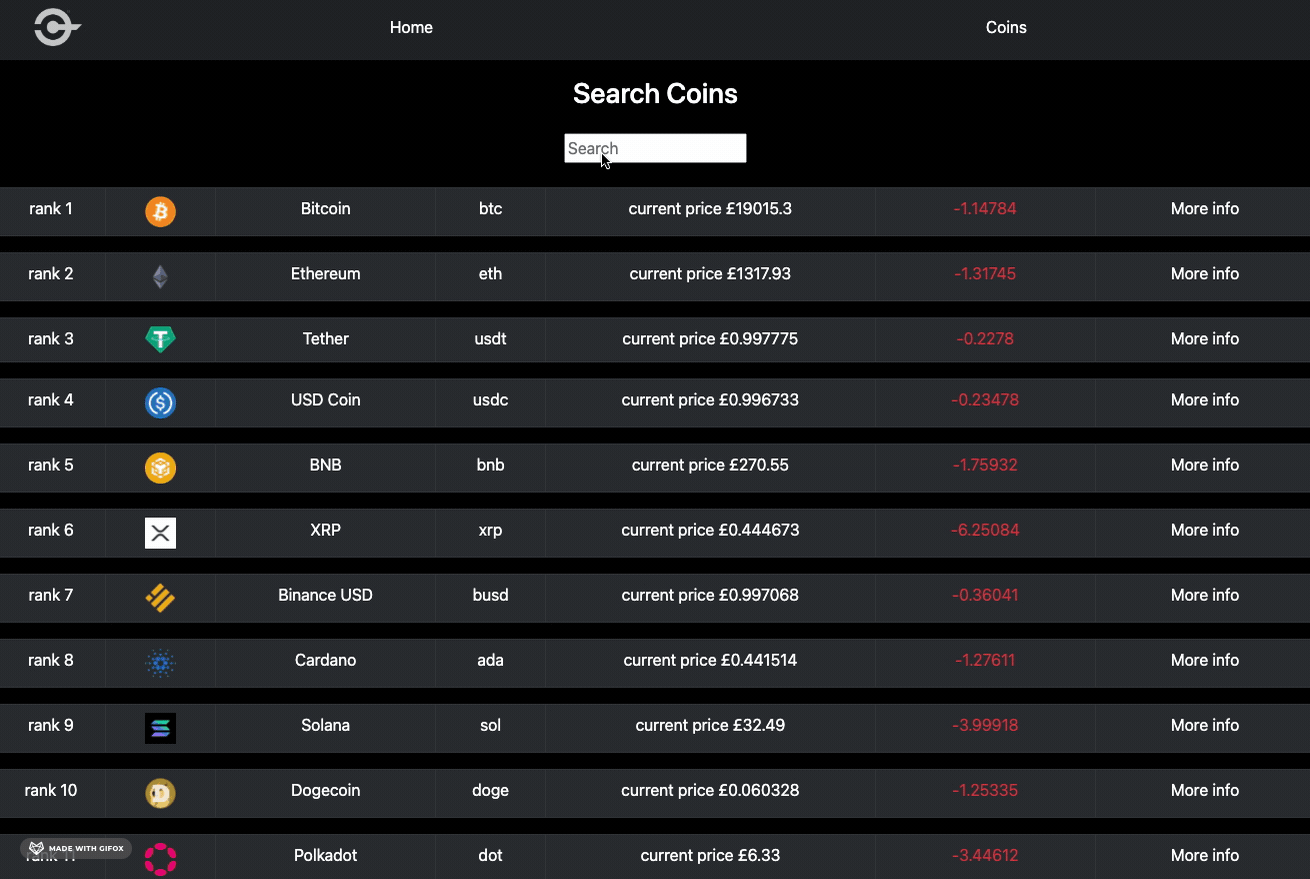 Home Coins
Search Coins
Search
rank 1 Bitcoin btc current price £19015.3 -1.14784 More info
rank 2 Ethereum eth current price £1317.93 -1.31745 More info
rank 3 Tether usdt current price £0.997775 -0.2278 More info
rank 4 USD Coin usdc current price £0.996733 -0.23478 More info
rank 5 BNB bnb current price £270.55 -1.75932 More info
rank 6 XRP xrp current price £0.444673 -6.25084 More info
rank 7 Binance USD busd current price £0.997068 -0.36041 More info
rank 8 Cardano ada current price £0.441514 -1.27611 More info
rank 9 Solana sol current price £32.49 -3.99918 More info
rank 10 Dogecoin doge current price £0.060328 -1.25335 More info
rank 11 Polkadot dot current price £6.33 -3.44612 More info
MADE WITH GIFOX